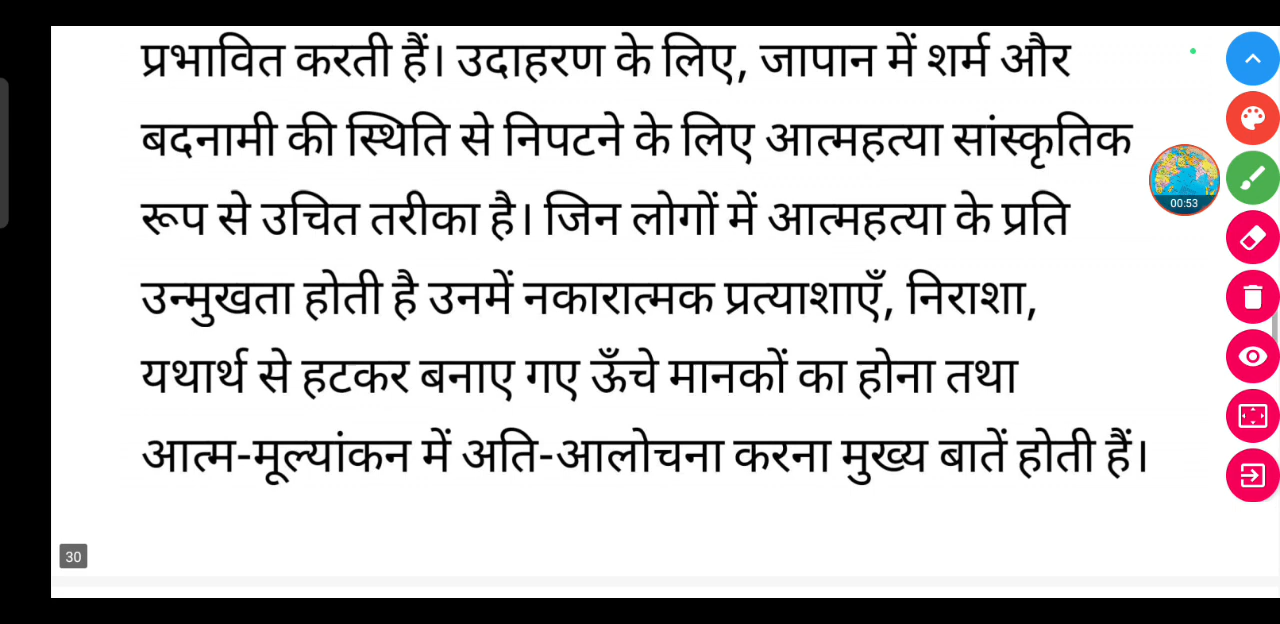 प्रभावित करती हैं। उदाहरण के लिए, जापान में शर्म और
बदनामी की स्थिति से निपटने के लिए आत्महत्या सांस्कृतिक
रूप से उचित तरीका है। जिन लोगों में आत्महत्या के प्रति
उन्मुखता होती है उनमें नकारात्मक प्रत्याशाएँ, निराशा,
यथार्थ से हटकर बनाए गए ऊँचे मानकों का होना तथा
आत्म-मूल्यांकन में अति-आलोचना करना मुख्य बातें होती हैं।
00:53
30